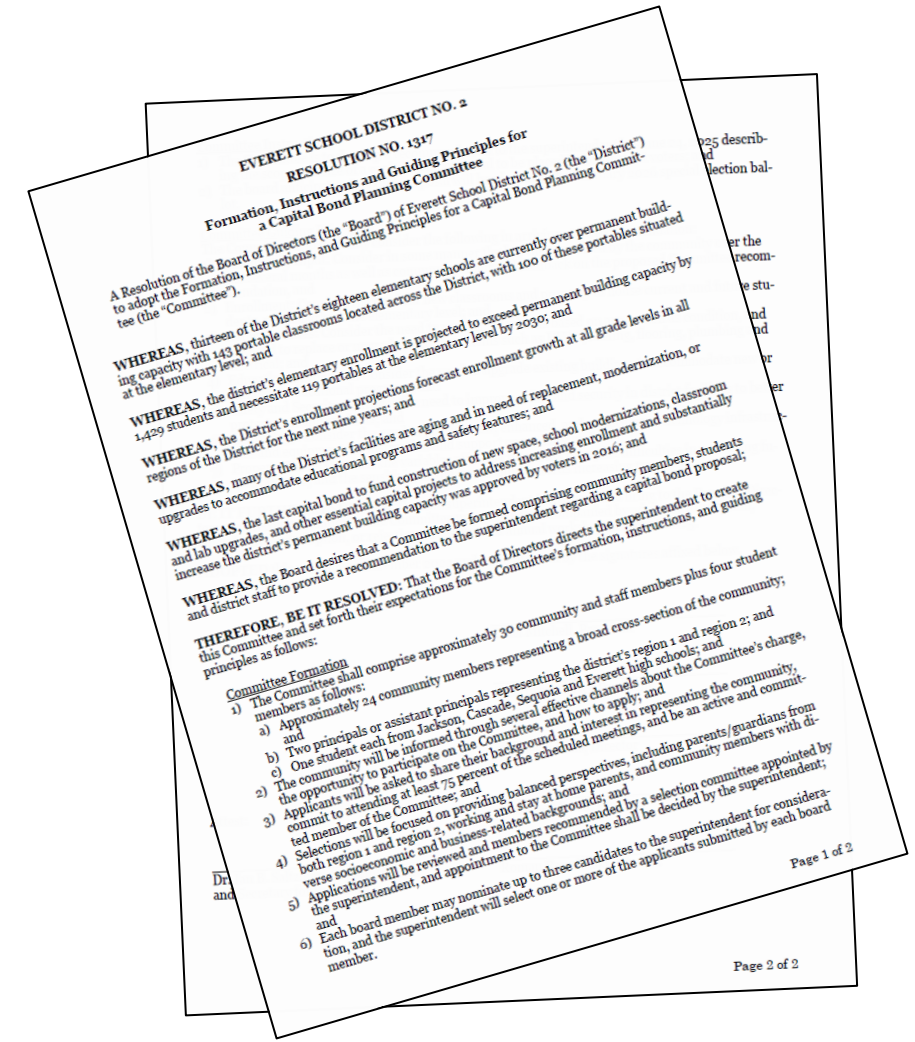 EVERETT SCHOOL DISTRICT NO. 2
RESOLUTION NO. 1317
Formation, Instructions and Guiding Principles for
a Capital Bond Planning Committee
A Resolution of the Board of Directors (the “Board”) of Everett School District No. 2 (the “District”)
to adopt the Formation, Instructions, and Guiding Principles for a Capital Bond Planning Commit-
tee (the “Committee”).
WHEREAS, thirteen of the District’s eighteen elementary schools are currently over permanent build-
ing capacity with 143 portable classrooms located across the District, with 100 of these portables situated
at the elementary level; and
WHEREAS, the district’s elementary enrollment is projected to exceed permanent building capacity by
1,429 students and necessitate 119 portables at the elementary level by 2030; and
WHEREAS, the District’s enrollment projections forecast enrollment growth at all grade levels in all
regions of the District for the next nine years; and
WHEREAS, many of the District’s facilities are aging and in need of replacement, modernization, or
upgrades to accommodate educational programs and safety features; and
WHEREAS, the last capital bond to fund construction of new space, school modernizations, classroom
and lab upgrades, and other essential capital projects to address increasing enrollment and substantially
increase the district’s permanent building capacity was approved by voters in 2016; and
WHEREAS, the Board desires that a Committee be formed comprising community members, students
and district staff to provide a recommendation to the superintendent regarding a capital bond proposal;
THEREFORE, BE IT RESOLVED: That the Board of Directors directs the superintendent to create
this Committee and set forth their expectations for the Committee’s formation, instructions, and guiding
principles as follows:
Committee Formation
1) The Committee shall comprise approximately 30 community and staff members plus four student
members as follows:
a) Approximately 24 community members representing a broad cross-section of the community;
and
b) Two principals or assistant principals representing the district’s region 1 and region 2; and
c) One student each from Jackson, Cascade, Sequoia and Everett high schools; and
2) The community will be informed through several effective channels about the Committee’s charge,
the opportunity to participate on the Committee, and how to apply; and
3) Applicants will be asked to share their background and interest in representing the community,
commit to attending at least 75 percent of the scheduled meetings, and be an active and commit-
ted member of the Committee; and
4) Selections will be focused on providing balanced perspectives, including parents/guardians from
both region 1 and region 2, working and stay at home parents, and community members with di-
verse socioeconomic and business-related backgrounds; and
5) Applications will be reviewed and members recommended by a selection committee appointed by
the superintendent, and appointment to the Committee shall be decided by the superintendent;
and
6) Each board member may nominate up to three candidates to the superintendent for considera-
tion, and the superintendent will select one or more of the applicants submitted by each board
member.
Page 1 of 2
025 describ-
lection bal-
er the
recom-
e stu-
nd
nd
or
er
Dr.
and
Page 2 of 2